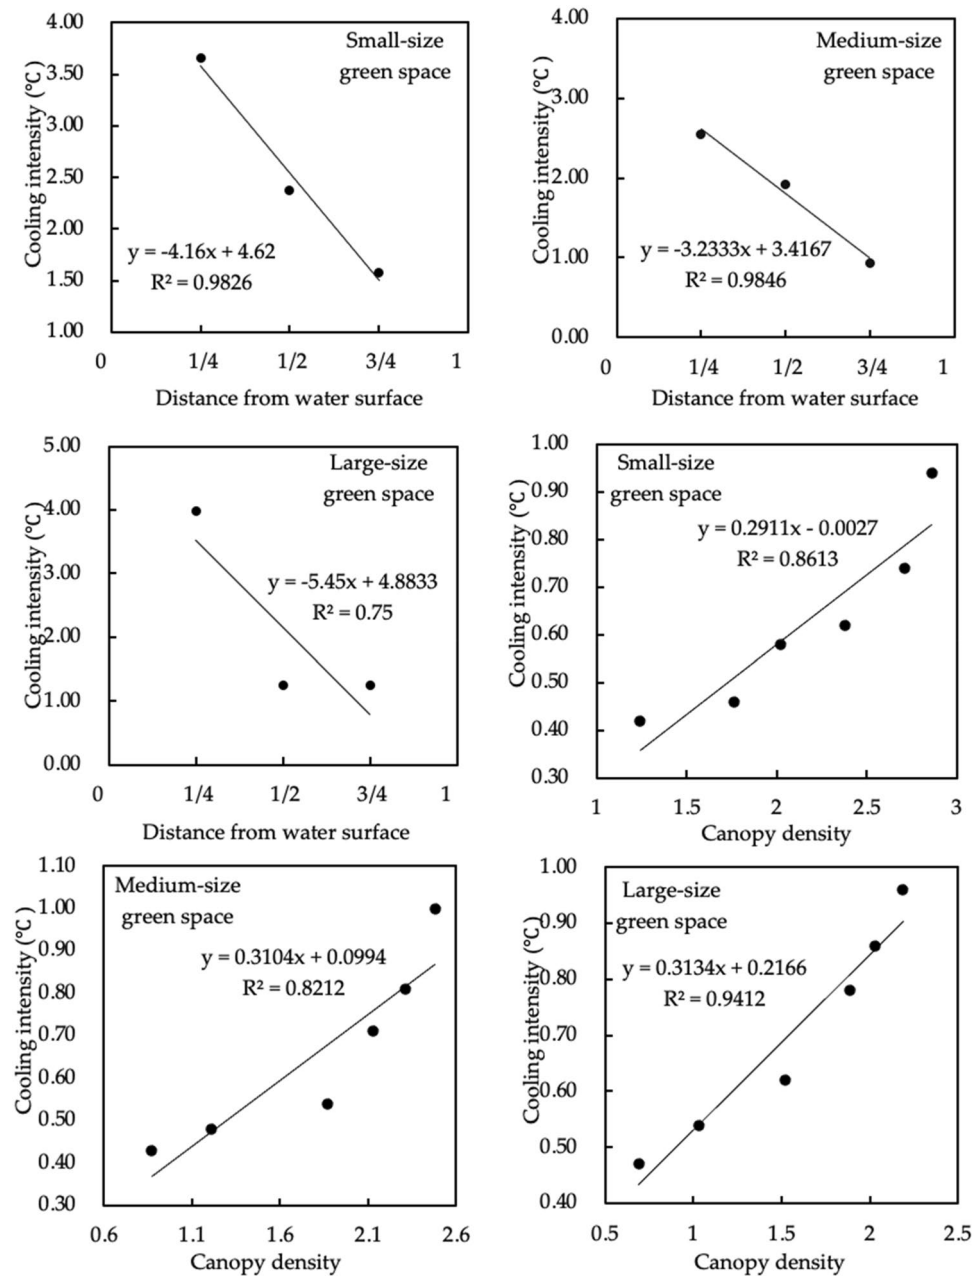 4.00
3.50
3.00
2.50
2.00
1.50
1.00
Cooling intensity (℃)
Small-size
green space
y = -4.16x + 4.62
R² = 0.9826
0 1/4 1/2 3/4 1
Distance from water surface
4.00
3.00
2.00
1.00
0.00
Cooling intensity (℃)
Medium-size
green space
y = -3.2333x + 3.4167
R² = 0.9846
0 1/4 1/2 3/4 1
Distance from water surface
5.00
4.00
3.00
2.00
1.00
0.00
Cooling intensity (℃)
Large-size
green space
y = -5.45x + 4.8833
R² = 0.75
0 1/4 1/2 3/4 1
Distance from water surface
1.00
0.90
0.80
0.70
0.60
0.50
0.40
0.30
Cooling intensity (℃)
Small-size
green space
y = 0.2911x - 0.0027
R² = 0.8613
1 1.5 2 2.5 3
Canopy density
1.10
1.00
0.90
0.80
0.70
0.60
0.50
0.40
0.30
Cooling intensity (℃)
Medium-size
green space
y = 0.3104x + 0.0994
R² = 0.8212
0.6 1.1 1.6 2.1 2.6
Canopy density
1.00
0.90
0.80
0.70
0.60
0.50
0.40
Cooling intensity (℃)
Large-size
green space
y = 0.3134x + 0.2166
R² = 0.9412
0.5 1 1.5 2 2.5
Canopy density